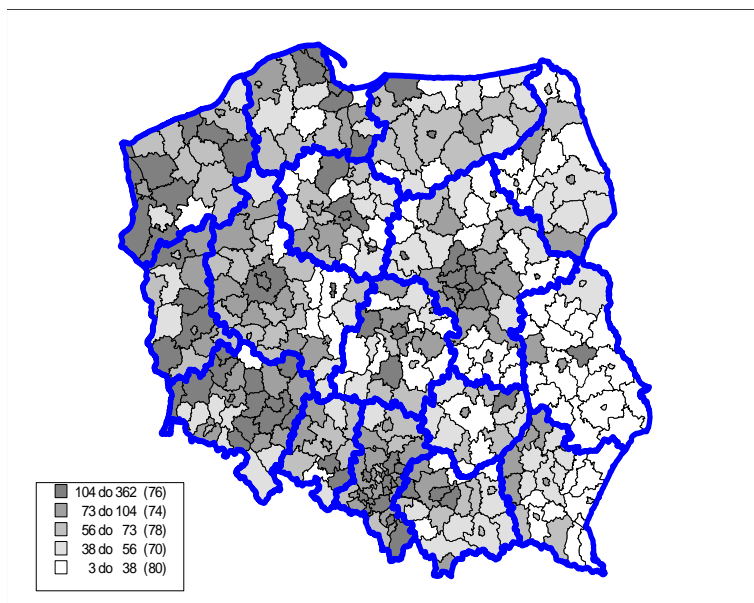 104 do 362 (76)
73 do 104 (74)
56 do 73 (78)
38 do 56 (70)
3 do 38 (80)